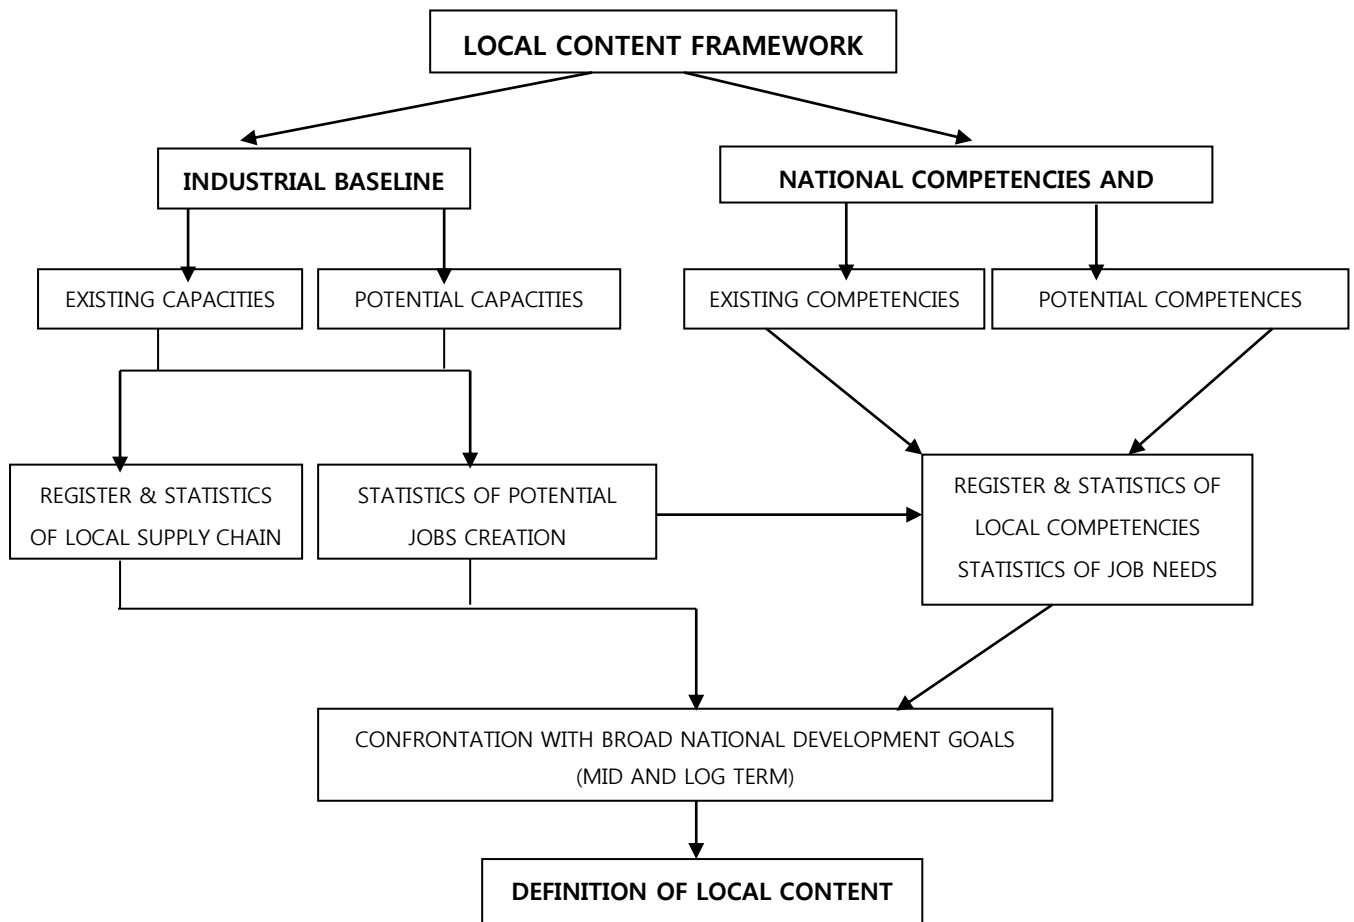 LOCAL CONTENT FRAMEWORK
INDUSTRIAL BASELINE
NATIONAL COMPETENCIES AND
EXISTING CAPACITIES
POTENTIAL CAPACITIES
EXISTING COMPETENCIES
POTENTIAL COMPETENCES
REGISTER & STATISTICS
OF LOCAL SUPPLY CHAIN
STATISTICS OF POTENTIAL
JOBS CREATION
REGISTER & STATISTICS OF
LOCAL COMPETENCIES
STATISTICS OF JOB NEEDS
CONFRONTATION WITH BROAD NATIONAL DEVELOPMENT GOALS
(MID AND LOG TERM)
DEFINITION OF LOCAL CONTENT